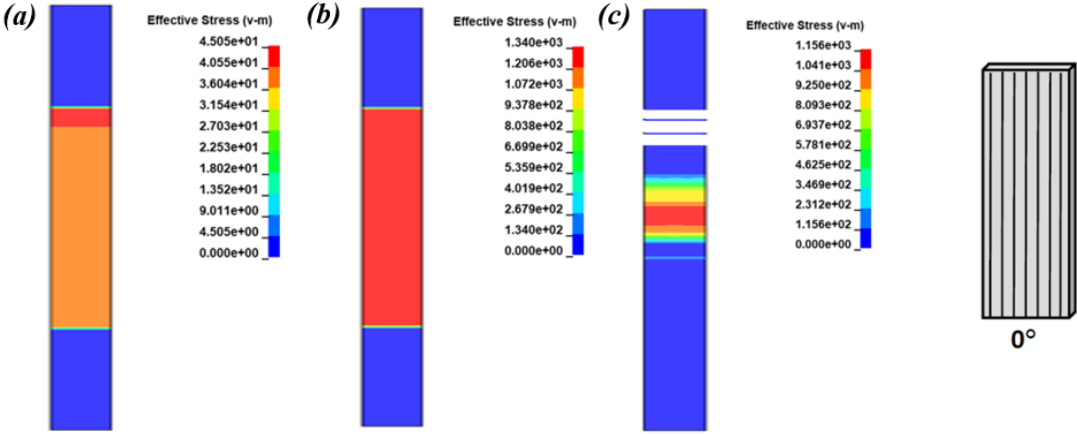 (a)
Effective Stress (v-m)
4.505e+01
4.055e+01
3.604e+01
3.154e+01
2.703e+01
2.253e+01
1.802e+01
1.352e+01
9.011e+00
4.505e+00
0.000e+00
(b)
Effective Stress (v-m)
1.340e+03
1.206e+03
1.072e+03
9.378e+02
8.038e+02
6.699e+02
5.359e+02
4.019e+02
2.679e+02
1.340e+02
0.000e+00
(c)
Effective Stress (v-m)
1.156e+03
1.041e+03
9.250e+02
8.093e+02
6.937e+02
5.781e+02
4.625e+02
3.469e+02
2.312e+02
1.156e+02
0.000e+00
0°